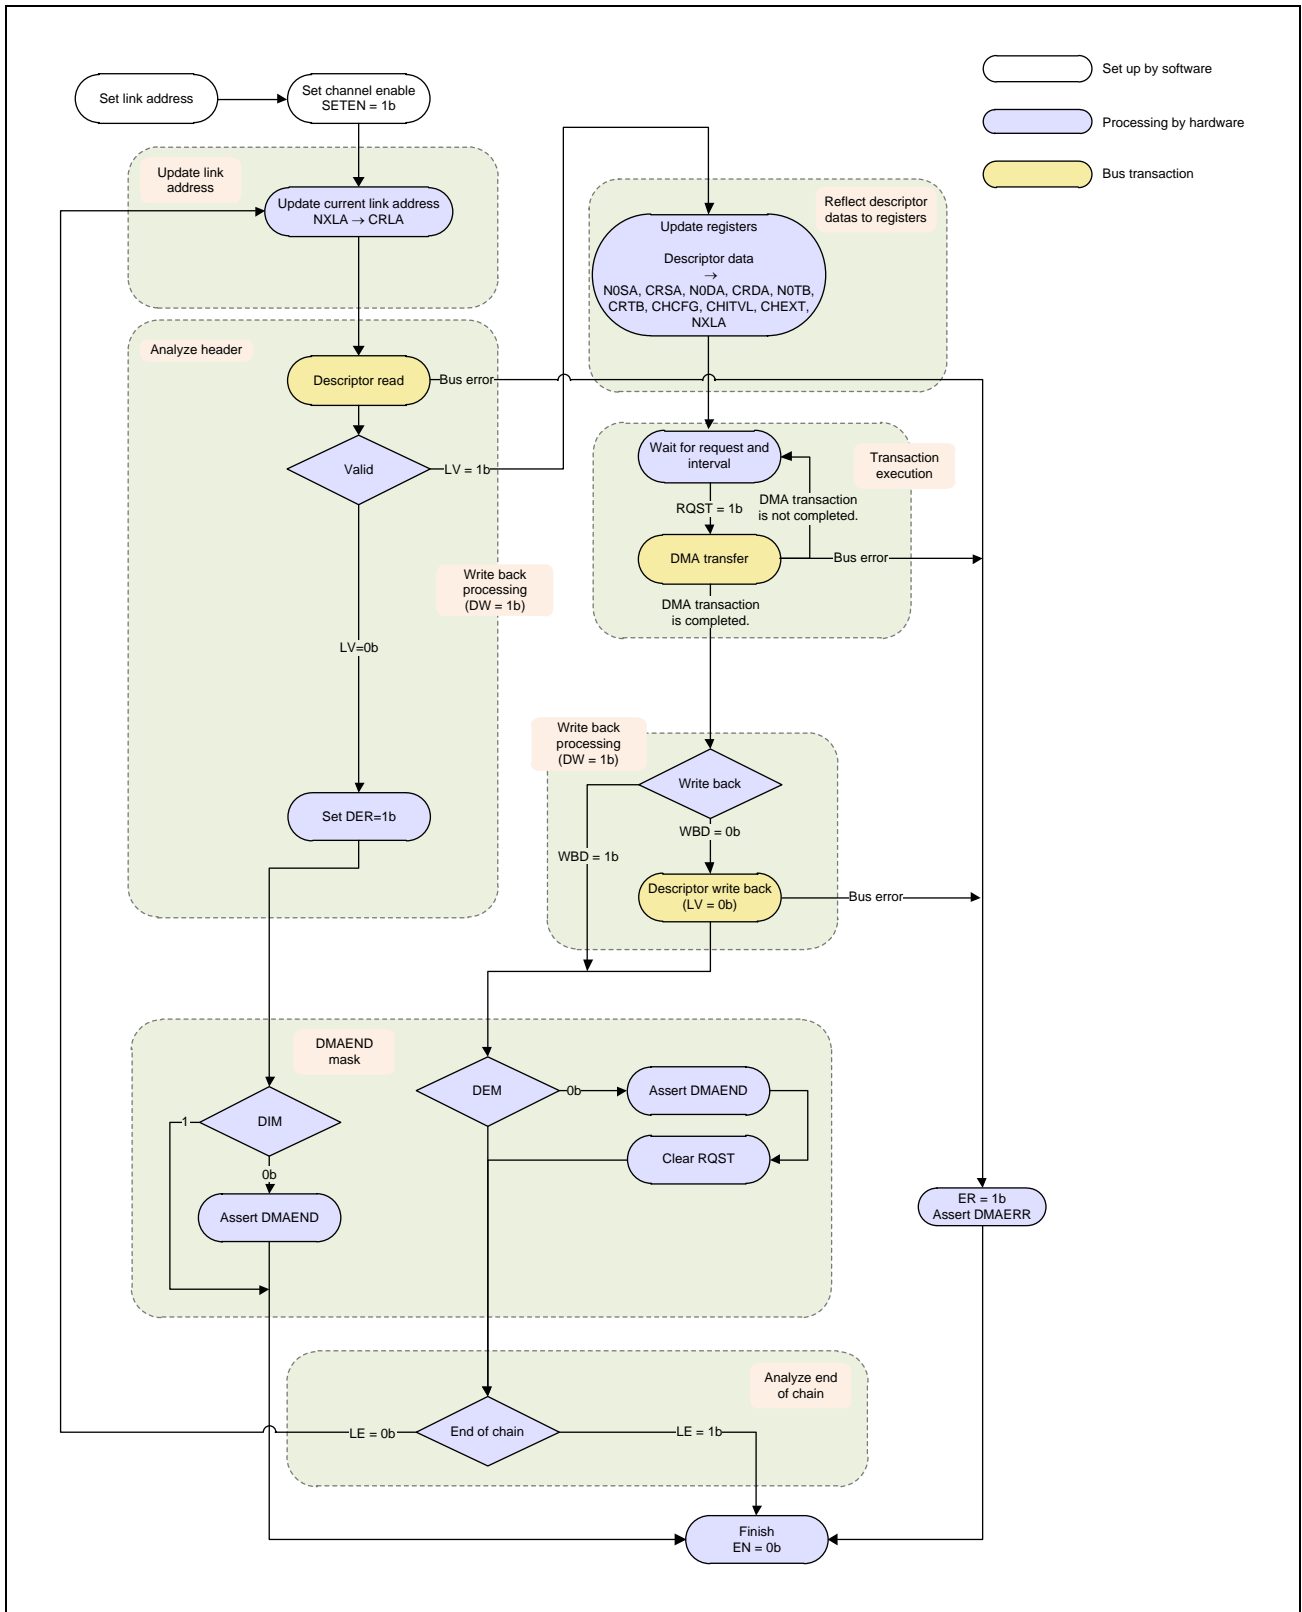 Set link address
Set channel enable
SETEN = 1b
Set up by software
Processing by hardware
Bus transaction
Update link
address
Update current link address
NXLA → CRLA
Reflect descriptor
datas to registers
Update registers
Descriptor data
→
N0SA, CRSA, N0DA, CRDA, N0TB,
CRTB, CHCFG, CHITVL, CHEXT,
NXLA
Analyze header
Descriptor read
Bus error
Valid
LV = 1b
Wait for request and
interval
Transaction
execution
RQST = 1b
DMA transaction
is not completed.
DMA transfer
Bus error
Write back
processing
(DW = 1b)
DMA transaction
is completed.
LV=0b
Write back
processing
(DW = 1b)
Write back
Set DER=1b
WBD = 0b
WBD = 1b
Descriptor write back
(LV = 0b)
Bus error
DMAEND
mask
DEM
0b
Assert DMAEND
DIM
1
Clear RQST
0b
Assert DMAEND
ER = 1b
Assert DMAERR
Analyze end
of chain
LE = 0b
End of chain
LE = 1b
Finish
EN = 0b